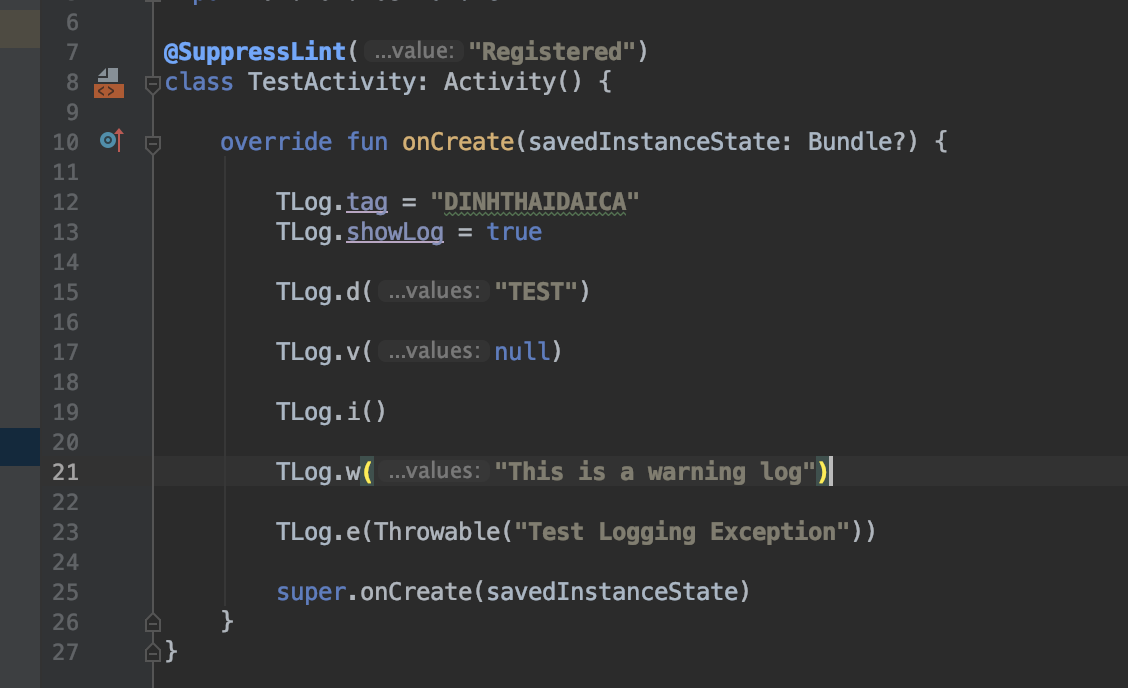 6
7 @SuppressLint( ...value: "Registered")
8 class TestActivity: Activity() {
9
10 override fun onCreate(savedInstanceState: Bundle?) {
11
12 TLog.tag = "DINHTHAIDAICA"
13 TLog.showLog = true
14
15 TLog.d( ...values: "TEST")
16
17 TLog.v( ...values: null)
18
19 TLog.i()
20
21 TLog.w( ...values: "This is a warning log")
22
23 TLog.e(Throwable("Test Logging Exception"))
24
25 super.onCreate(savedInstanceState)
26 }
27 }